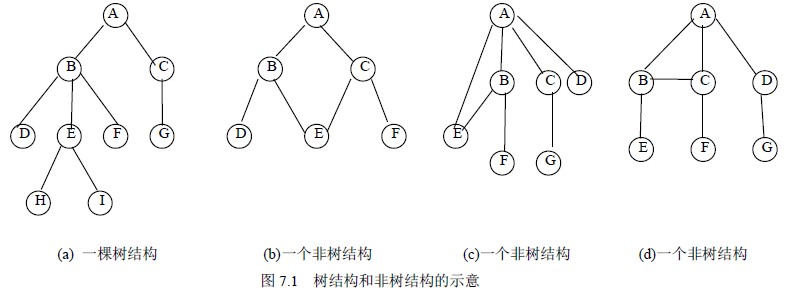 A A A A
B C B C B C D B C D
D E F G D E F E F G E F G
H I
(a) 一棵树结构 (b)一个非树结构 (c)一个非树结构 (d)一个非树结构
图 7.1 树结构和非树结构的示意